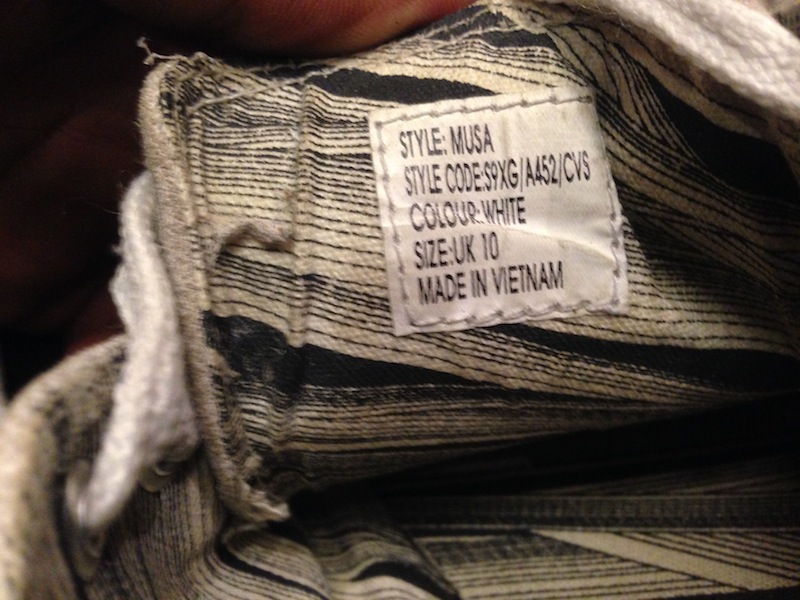 STYLE: MUSA
STYLE CODE:S9XG/A452/CVS
COLOUR:WHITE
SIZE:UK 10
MADE IN VIETNAM